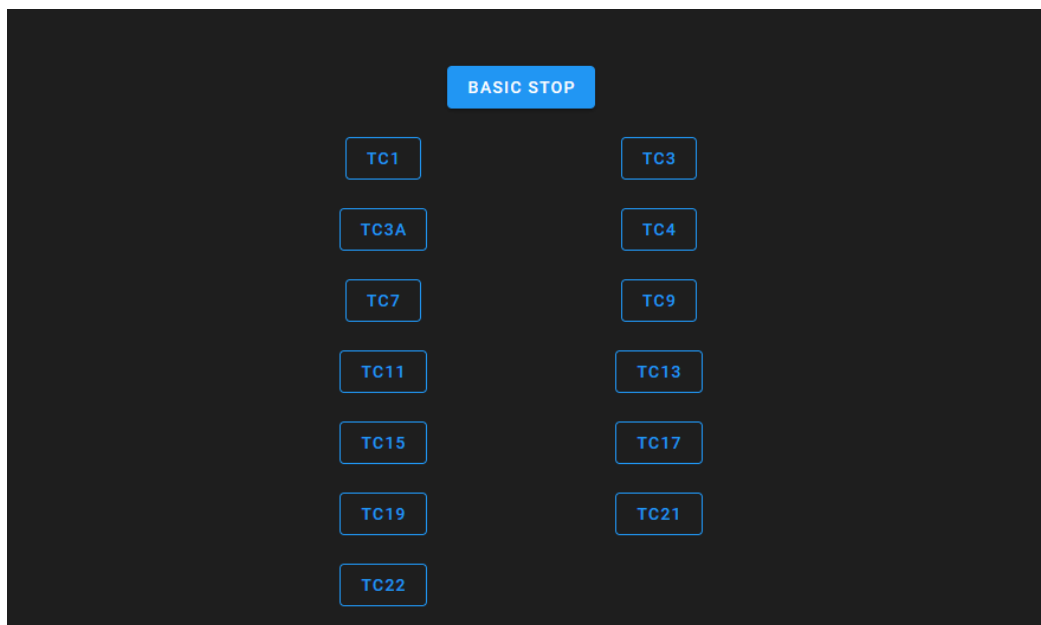 BASIC STOP
TC1 TC3
TC3A TC4
TC7 TC9
TC11 TC13
TC15 TC17
TC19 TC21
TC22